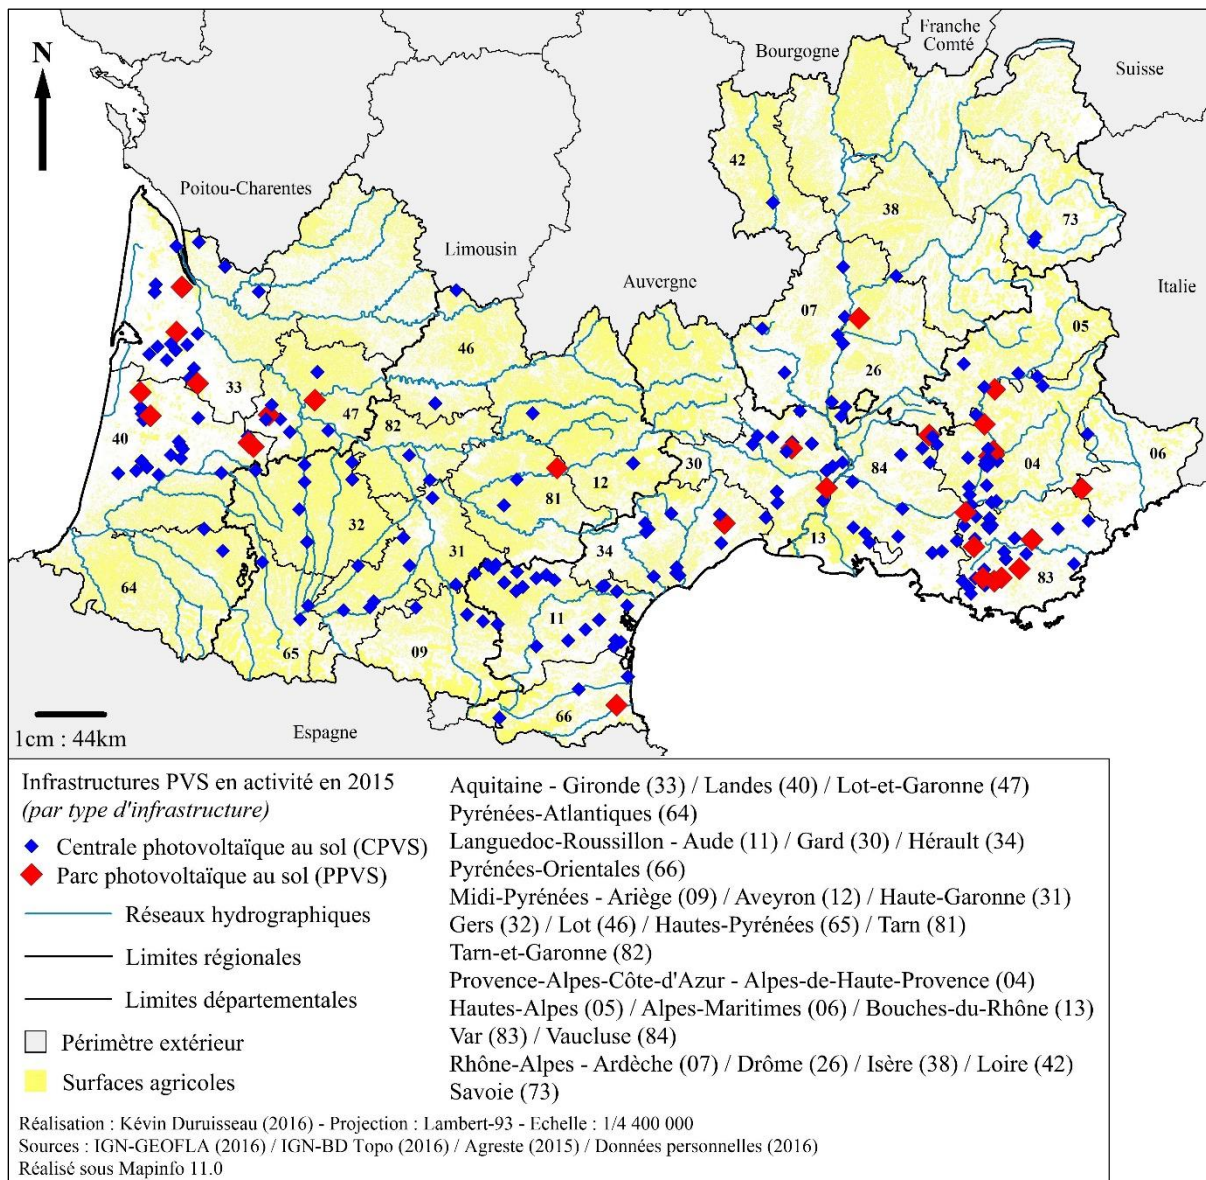 Franche
Comté
Bourgogne
Suisse
N
42
Poitou-Charentes
38
73
Limousin
Auvergne
Italie
07
05
46
26
33
47
40
82
30
84
04
06
12
81
32
34
13
31
83
64
11
09
65
66
1cm : 44km
Espagne
Infrastructures PVS en activité en 2015
(par type d'infrastructure)
Centrale photovoltaïque au sol (CPVS)
Parc photovoltaïque au sol (PPVS)
Réseaux hydrographiques
Limites régionales
Limites départementales
Périmètre extérieur
Surfaces agricoles
Aquitaine - Gironde (33) / Landes (40) / Lot-et-Garonne (47)
Pyrénées-Atlantiques (64)
Languedoc-Roussillon - Aude (11) / Gard (30) / Hérault (34)
Pyrénées-Orientales (66)
Midi-Pyrénées - Ariège (09) / Aveyron (12) / Haute-Garonne (31)
Gers (32) / Lot (46) / Hautes-Pyrénées (65) / Tarn (81)
Tarn-et-Garonne (82)
Provence-Alpes-Côte-d'Azur - Alpes-de-Haute-Provence (04)
Hautes-Alpes (05) / Alpes-Maritimes (06) / Bouches-du-Rhône (13)
Var (83) / Vaucluse (84)
Rhône-Alpes - Ardèche (07) / Drôme (26) / Isère (38) / Loire (42)
Savoie (73)
Réalisation : Kévin Duruisseau (2016) - Projection : Lambert-93 - Echelle : 1/4 400 000
Sources : IGN-GEOFLA (2016) / IGN-BD Topo (2016) / Agreste (2015) / Données personnelles (2016)
Réalisé sous Mapinfo 11.0